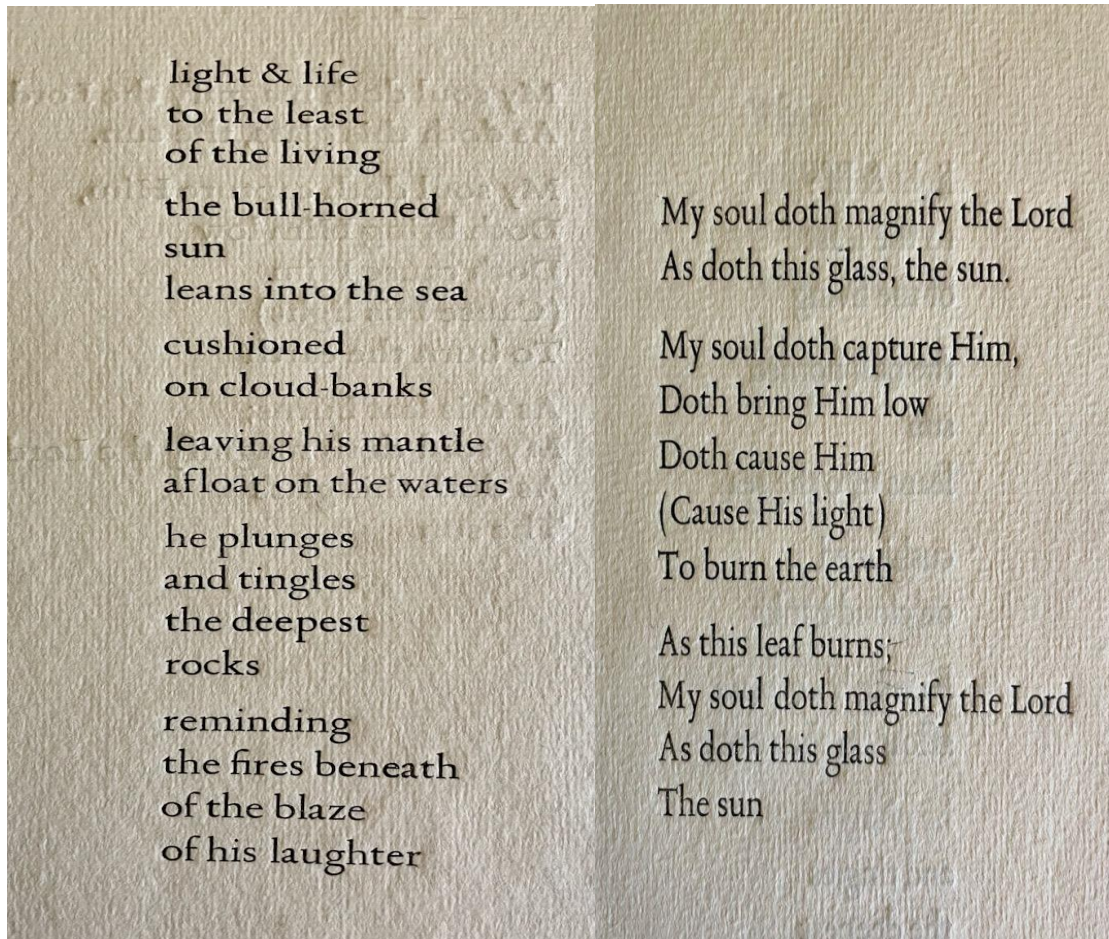 light & life
to the least
of the living
the bull-horned
sun
leans into the sea
cushioned
on cloud-banks
leaving his mantle
afloat on the waters
he plunges
and tingles
the deepest
rocks
reminding
the fires beneath
of the blaze
of his laughter
My soul doth magnify the Lord
As doth this glass, the sun.
My soul doth capture Him,
Doth bring Him low
Doth cause Him
(Cause His light)
To burn the earth
As this leaf burns;
My soul doth magnify the Lord
As doth this glass
The sun